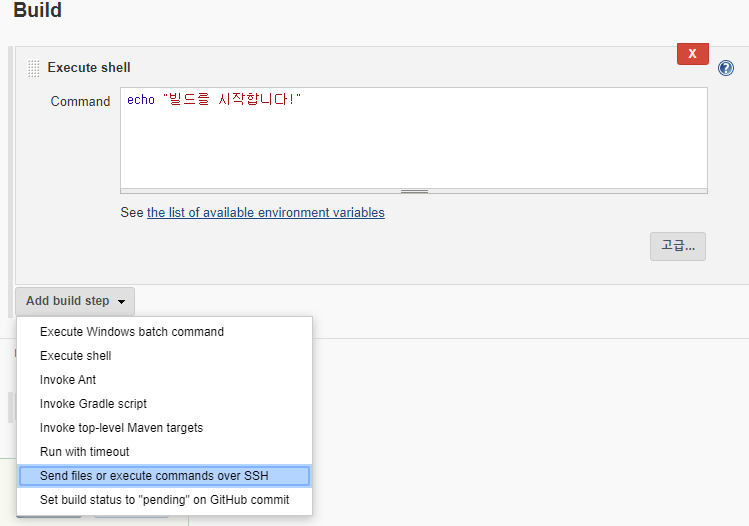 Build
Execute shell
X
Command
echo "빌드를 시작합니다!"
See the list of available environment variables
고급...
Add build step
Execute Windows batch command
Execute shell
Invoke Ant
Invoke Gradle script
Invoke top-level Maven targets
Run with timeout
Send files or execute commands over SSH
Set build status to "pending" on GitHub commit